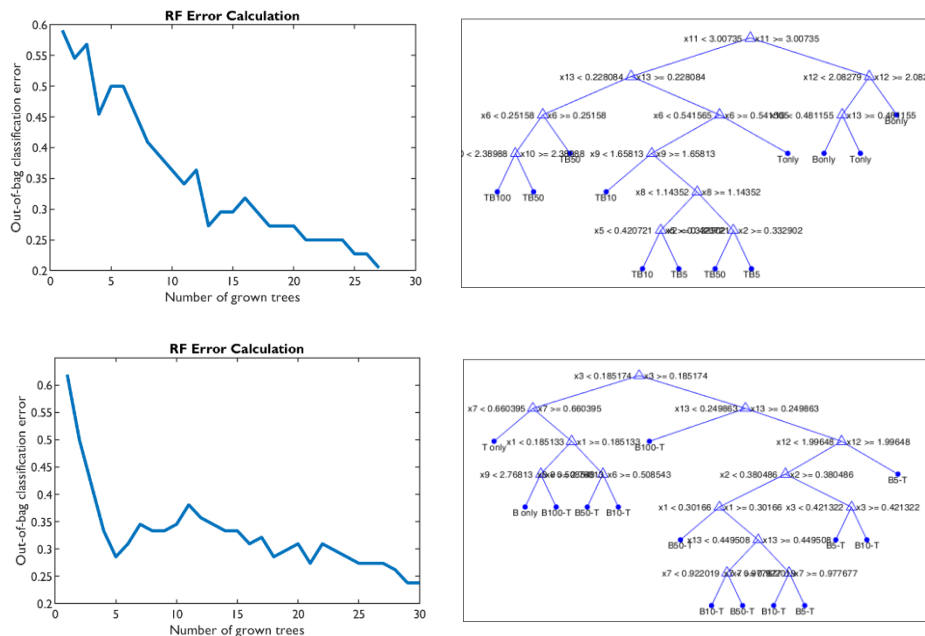 RF Error Calculation
0.6
0.55
0.5
0.45
0.4
0.35
0.3
0.25
0.2
0 5 10 15 20 25 30
Out-of-bag classification error
Number of grown trees
x11 < 3.00735 x11 >= 3.00735
x13 < 0.228084 x13 >= 0.228084 x12 < 2.08279 x12 >= 2.082
x6 < 0.25158 x6 >= 0.25158 x6 < 0.541565 x13 >=
Bonly
x10 >= x9 < 1.65813 x9 >= 1.65813
TB50 Tonly Bonly Tonly
TB100 TB50 TB10 x8 < 1.14352 x8 >= 1.14352
x5 < 0.420721 x2 >= 0.332902
TB10 TB5 TB50 TB5
RF Error Calculation
0.6
0.55
0.5
0.45
0.4
0.35
0.3
0.25
0.2
0 5 10 15 20 25 30
Out-of-bag classification error
Number of grown trees
x3 < 0.185174 x3 >= 0.185174
x7 < 0.660395 x7 >= 0.660395 x13 < 0.249863 x13 >= 0.249863
T only x1 < 0.185133 x1 >= 0.185133 B100-T x12 < 1.99648 x12 >= 1.99648
x9 < 2.76813 x6 >= 0.508543 x2 < 0.380486 x2 >= 0.380486 B5-T
B only B100-T B50-T B10-T x1 < 0.30166 x1 >= 0.30166 x3 < 0.421322 x3 >= 0.421322
B50-T x13 < 0.449508 x13 >= 0.449508 B5-T B10-T
x7 < 0.922019 x7 >= 0.977677
B10-T B50-T B10-T B5-T